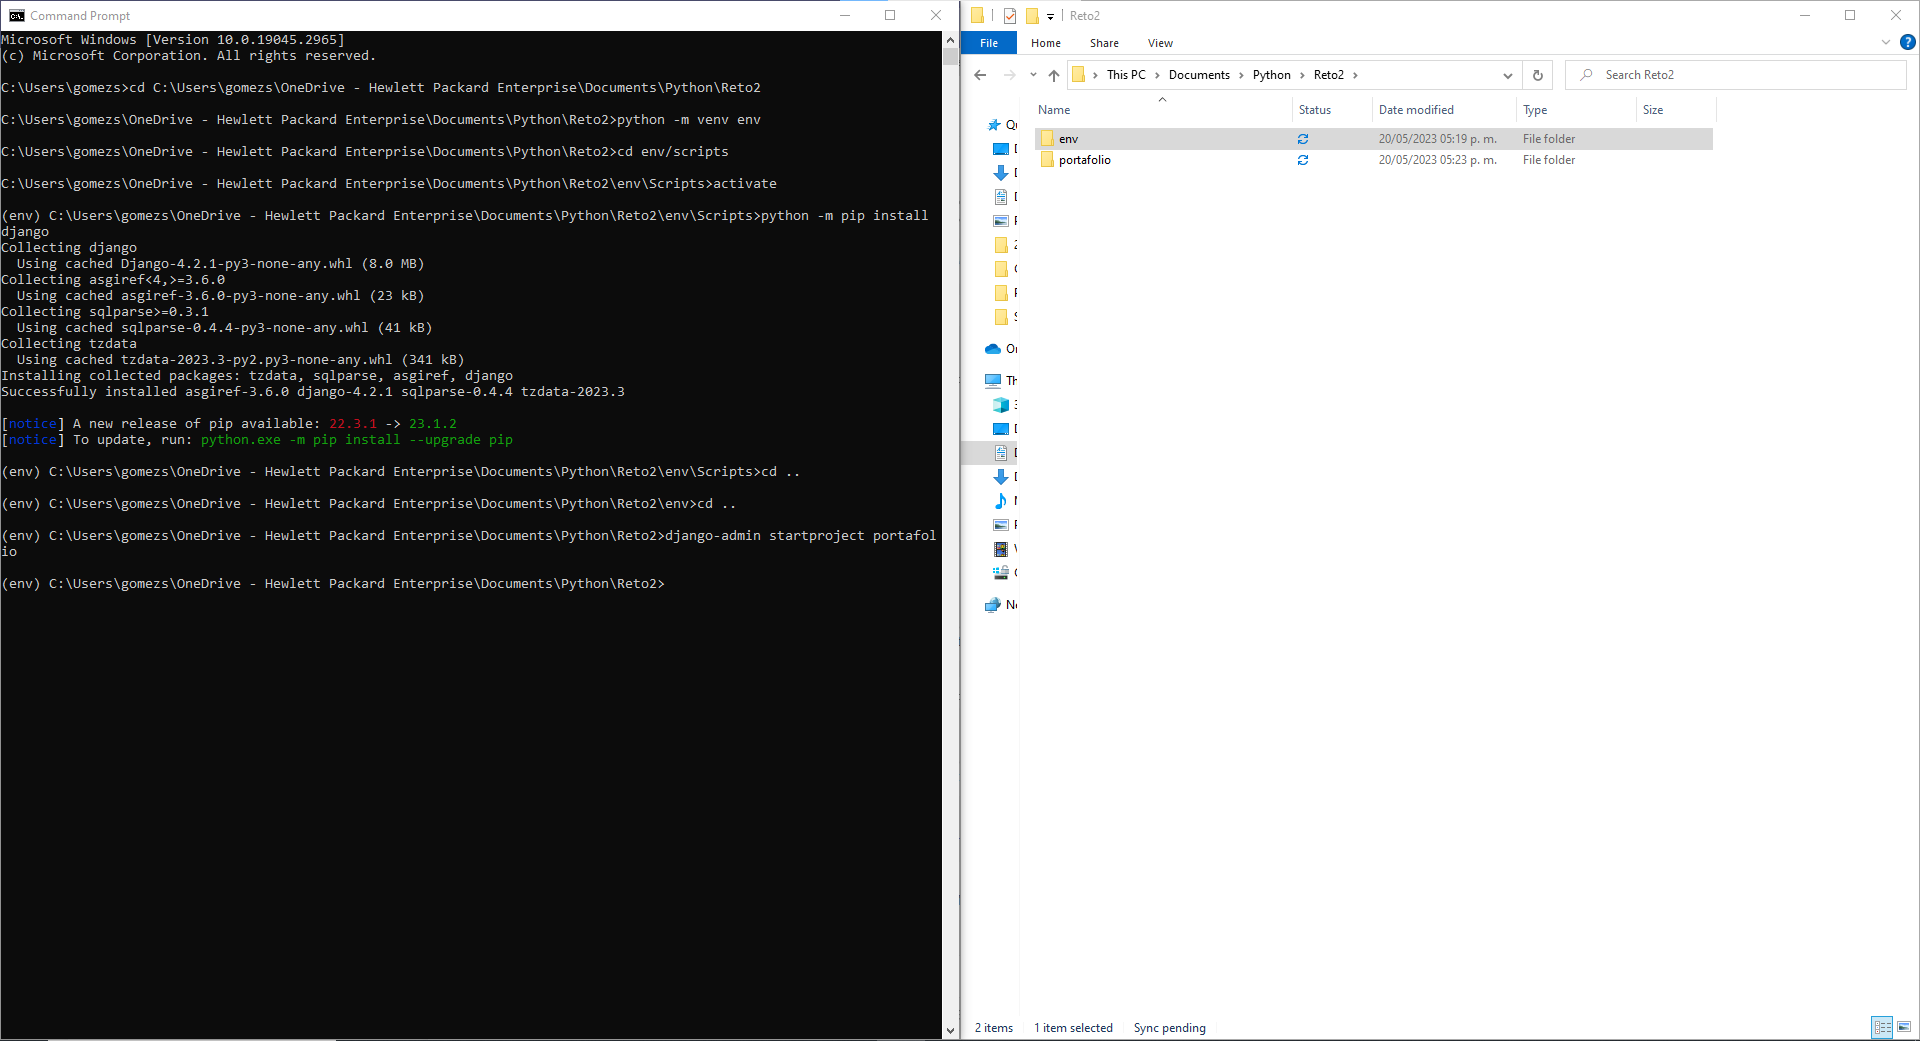 Command Prompt
Microsoft Windows [Version 10.0.19045.2965]
(c) Microsoft Corporation. All rights reserved.
C:\Users\gomezs>cd C:\Users\gomezs\OneDrive - Hewlett Packard Enterprise\Documents\Python\Reto2
C:\Users\gomezs\OneDrive - Hewlett Packard Enterprise\Documents\Python\Reto2>python -m venv env
C:\Users\gomezs\OneDrive - Hewlett Packard Enterprise\Documents\Python\Reto2>cd env/scripts
C:\Users\gomezs\OneDrive - Hewlett Packard Enterprise\Documents\Python\Reto2\env\Scripts>activate
(env) C:\Users\gomezs\OneDrive - Hewlett Packard Enterprise\Documents\Python\Reto2\env\Scripts>python -m pip install
django
Collecting django
Using cached Django-4.2.1-py3-none-any.whl (8.0 MB)
Collecting asgiref<4,>=3.6.0
Using cached asgiref-3.6.0-py3-none-any.whl (23 kB)
Collecting sqlparse>=0.3.1
Using cached sqlparse-0.4.4-py3-none-any.whl (41 kB)
Collecting tzdata
Using cached tzdata-2023.3-py2.py3-none-any.whl (341 kB)
Installing collected packages: tzdata, sqlparse, asgiref, django
Successfully installed asgiref-3.6.0 django-4.2.1 sqlparse-0.4.4 tzdata-2023.3
[notice] A new release of pip available: 22.3.1 -> 23.1.2
[notice] To update, run: python.exe -m pip install --upgrade pip
(env) C:\Users\gomezs\OneDrive - Hewlett Packard Enterprise\Documents\Python\Reto2\env\Scripts>cd ..
(env) C:\Users\gomezs\OneDrive - Hewlett Packard Enterprise\Documents\Python\Reto2\env>cd ..
(env) C:\Users\gomezs\OneDrive - Hewlett Packard Enterprise\Documents\Python\Reto2>django-admin startproject portafol
io
(env) C:\Users\gomezs\OneDrive - Hewlett Packard Enterprise\Documents\Python\Reto2>
Reto2
File Home Share View
This PC > Documents > Python > Reto2 >
Search Reto2
Name Status Date modified Type Size
env 20/05/2023 05:19 p. m. File folder
portafolio 20/05/2023 05:23 p. m. File folder
2 items 1 item selected Sync pending